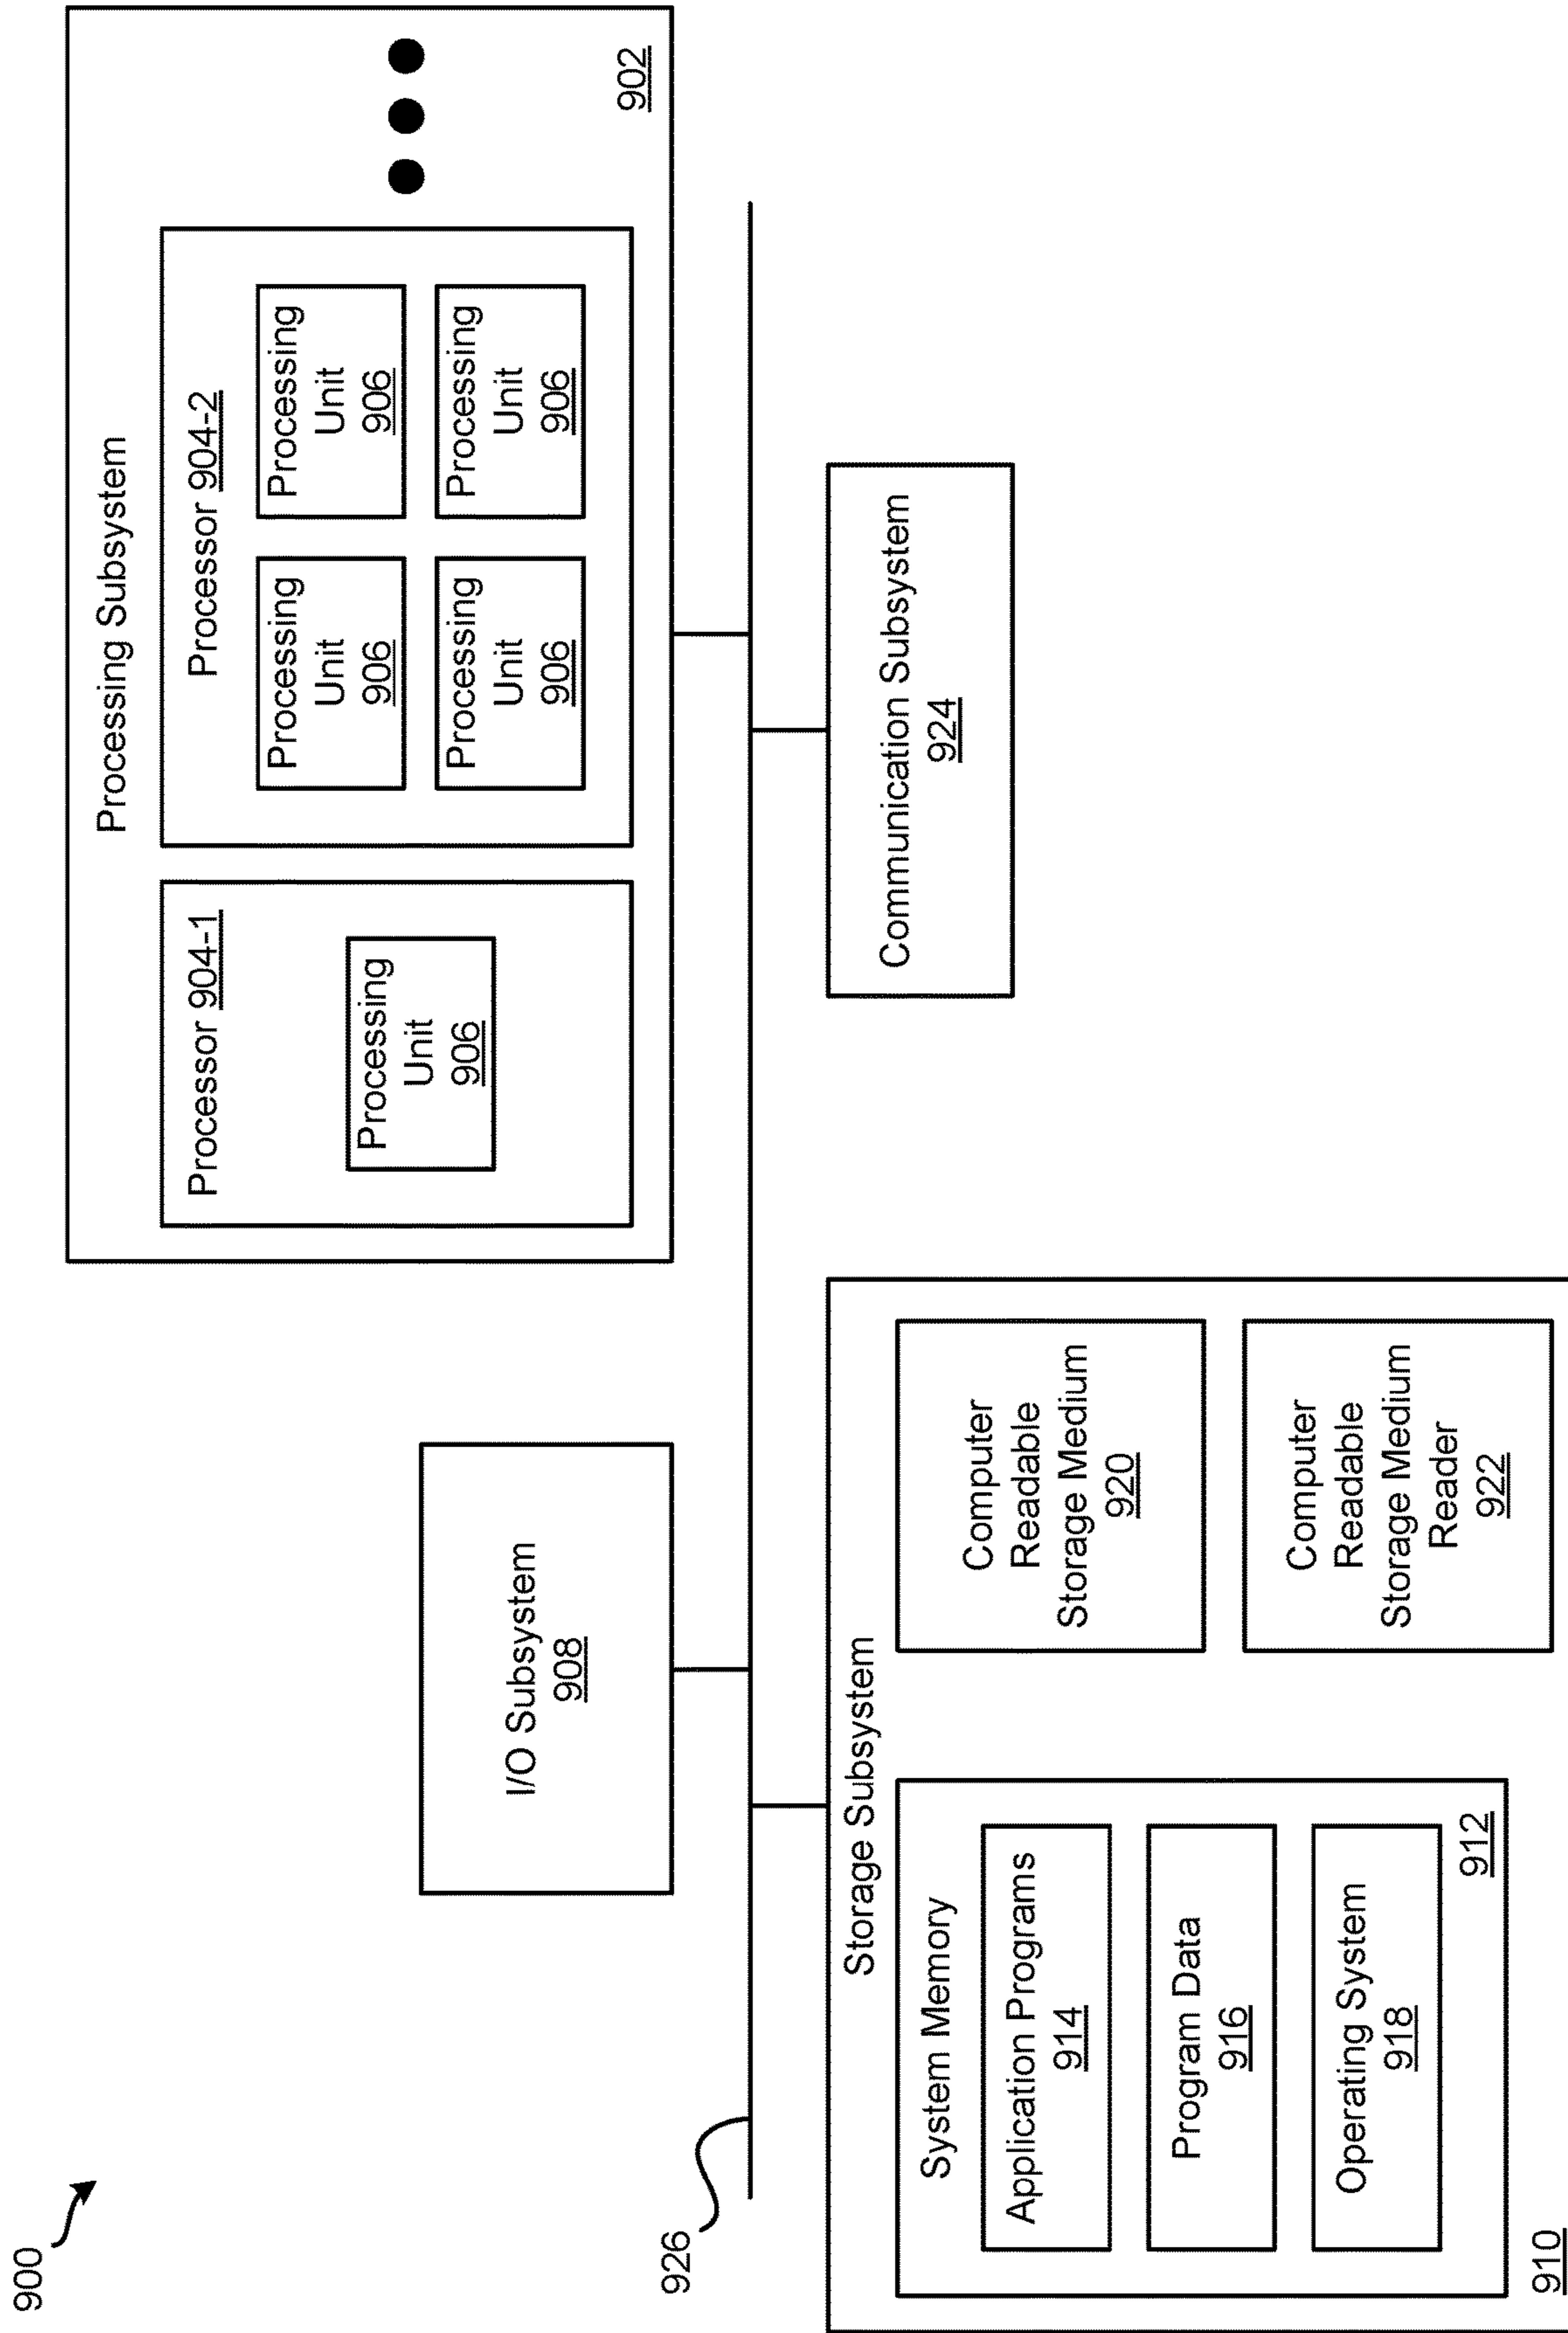 900
I/O Subsystem
908
Processing Subsystem
Processor 904-1
Processing
Unit
906
Processor 904-2
Processing
Unit
906
Processing
Unit
906
Processing
Unit
906
Processing
Unit
906
902
926
Storage Subsystem
System Memory
Application Programs
914
Program Data
916
Operating System
918
912
Computer
Readable
Storage Medium
920
Computer
Readable
Storage Medium
Reader
922
910
Communication Subsystem
924